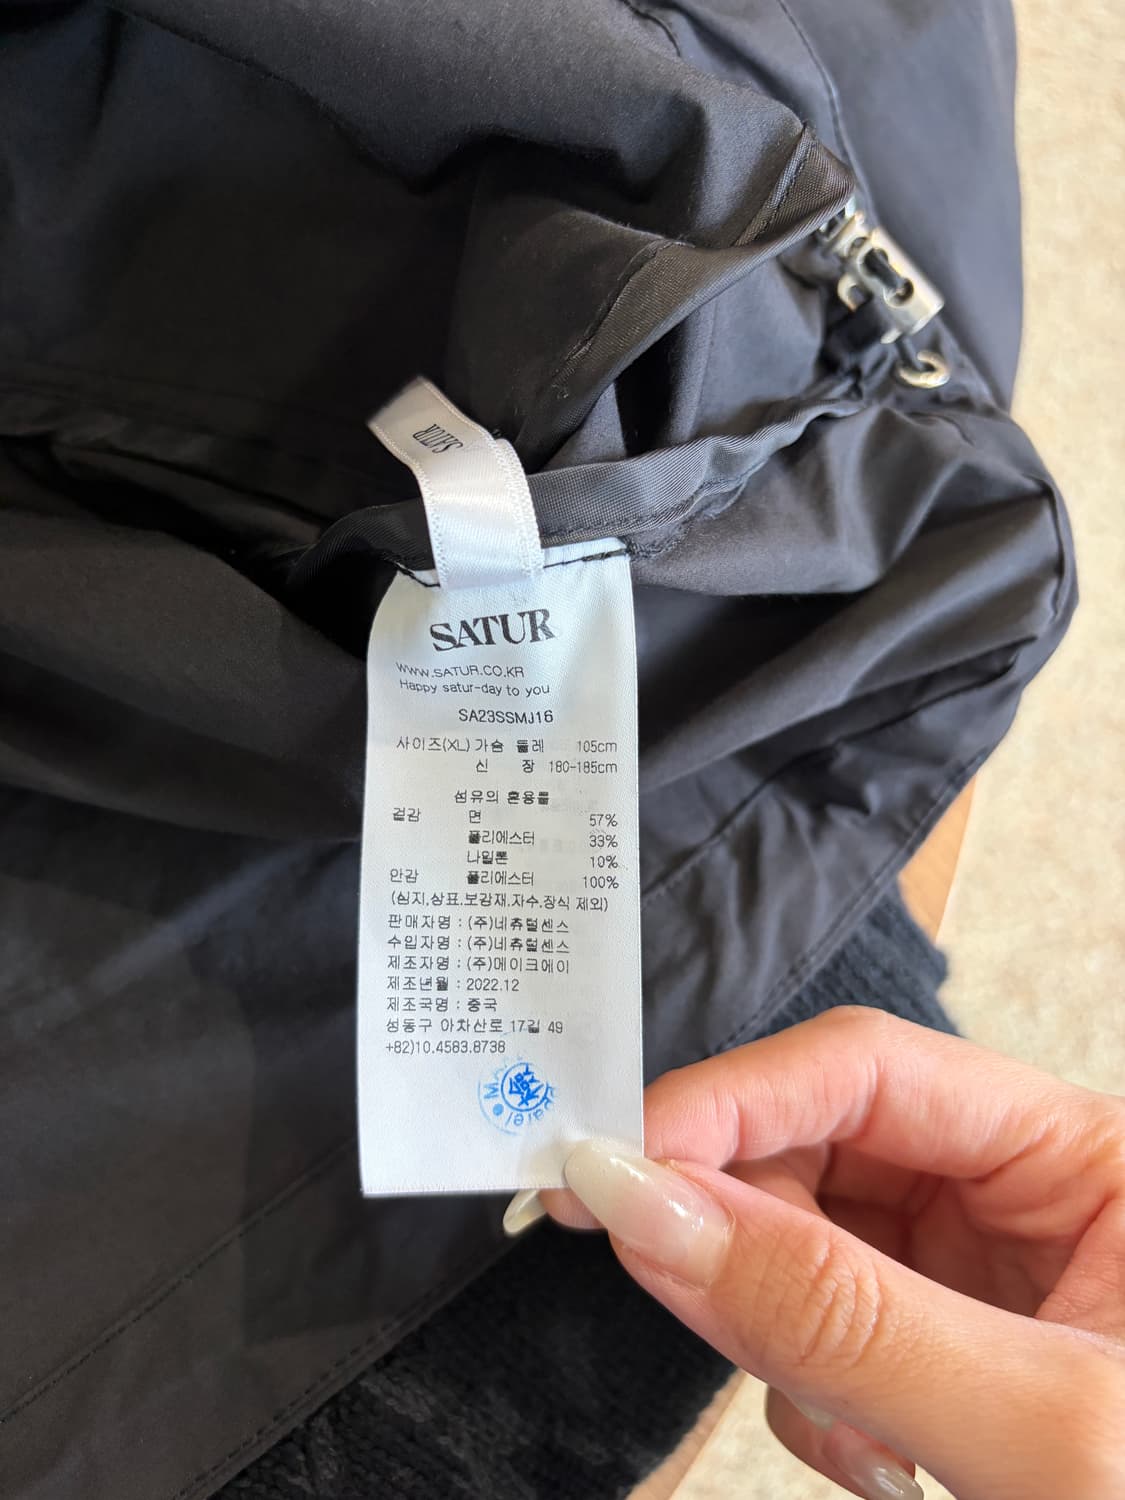 SATUR
SATUR
WWW.SATUR.CO.KR
Happy satur-day to you
SA23SSMJ16
사이즈(XL) 가슴 둘레 105cm
신 장 180-185cm
섬유의 혼용률
겉감 면 57%
폴리에스터 33%
나일론 10%
안감 폴리에스터 100%
(심지,상표,보강재,자수,장식 제외)
판매자명 : (주)네츄럴센스
수입자명 : (주)네츄럴센스
제조자명 : (주)메이크에이
제조년월 : 2022.12
제조국명 : 중국
성동구 아차산로 17길 49
+82)10.4583.8738